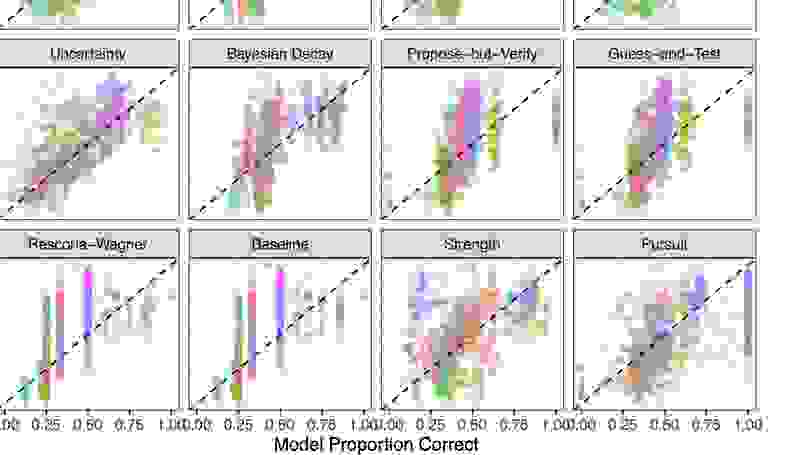 Uncertainty Bayesian Decay Propose-but-Verify Guess-and-Test
Rescorla-Wagner Baseline Strength Pursuit
0.25 0.50 0.75 1.00 0.00 0.25 0.50 0.75 1.00 0.00 0.25 0.50 0.75 1.00 0.00 0.25 0.50 0.75 1.00
Model Proportion Correct